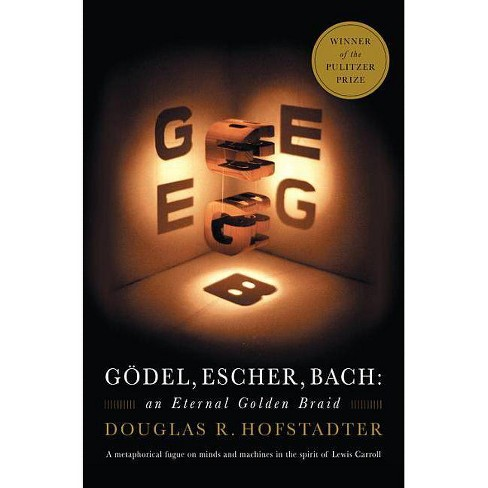 WINNER
of the
PULITZER
PRIZE
G E
E G
B
GÖDEL, ESCHER, BACH:
an Eternal Golden Braid
DOUGLAS R. HOFSTADTER
A metaphorical fugue on minds and machines in the spirit of Lewis Carroll